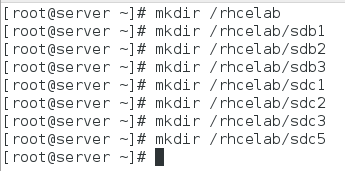 [root@server ~]# mkdir /rhcelab
[root@server ~]# mkdir /rhcelab/sdb1
[root@server ~]# mkdir /rhcelab/sdb2
[root@server ~]# mkdir /rhcelab/sdb3
[root@server ~]# mkdir /rhcelab/sdc1
[root@server ~]# mkdir /rhcelab/sdc2
[root@server ~]# mkdir /rhcelab/sdc3
[root@server ~]# mkdir /rhcelab/sdc5
[root@server ~]#